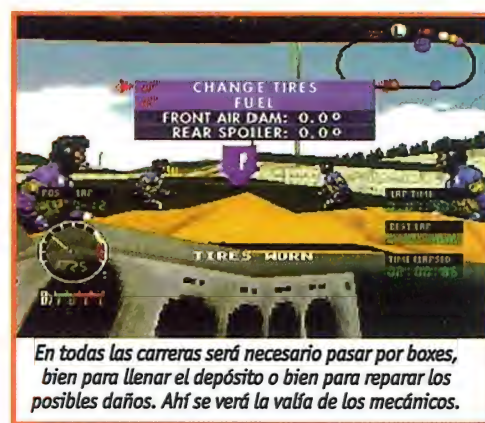 L
CHANGE TIRES
FUEL
FRONT AIR DAM: 0.0º
REAR SPOILER: 0.0º
P
POS LAP
LAP TIME
BEST LAP
TIRES WORN
TIME ELAPSED
En todas las carreras será necesario pasar por boxes,
bien para llenar el depósito o bien para reparar los
posibles daños. Ahí se verá la valía de los mecánicos.